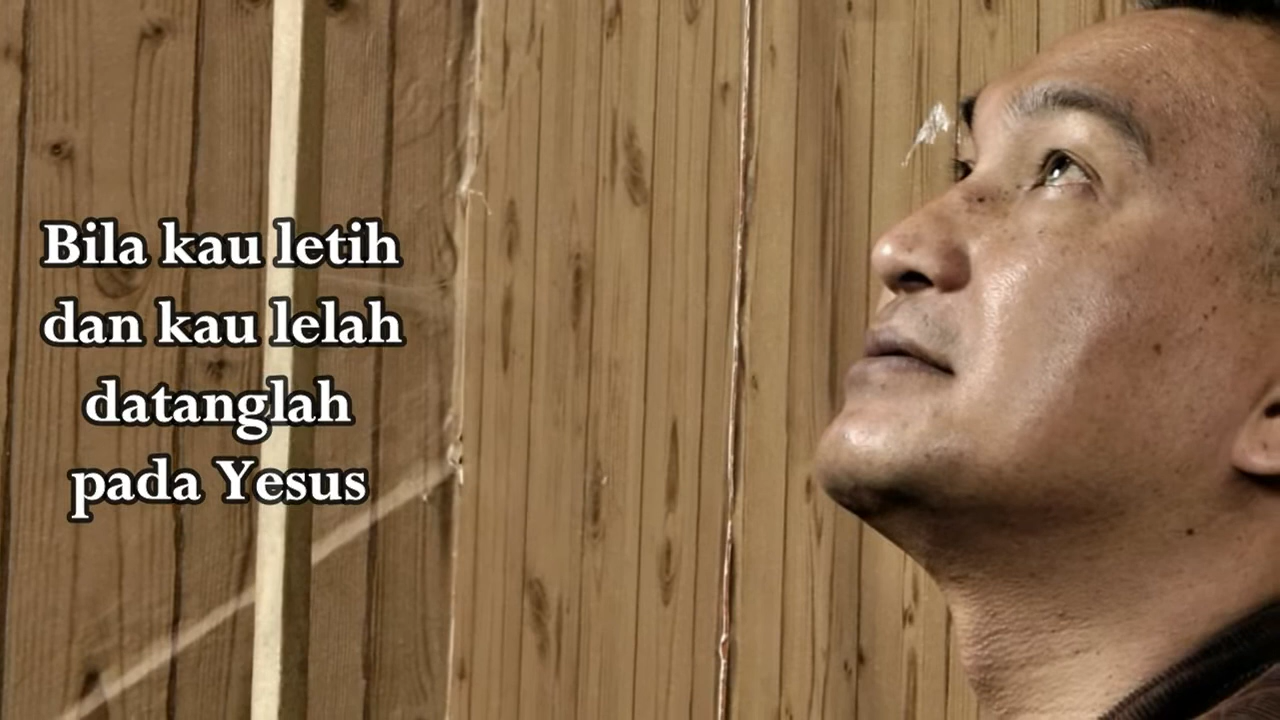 Bila kau letih
dan kau lelah
datanglah
pada Yesus